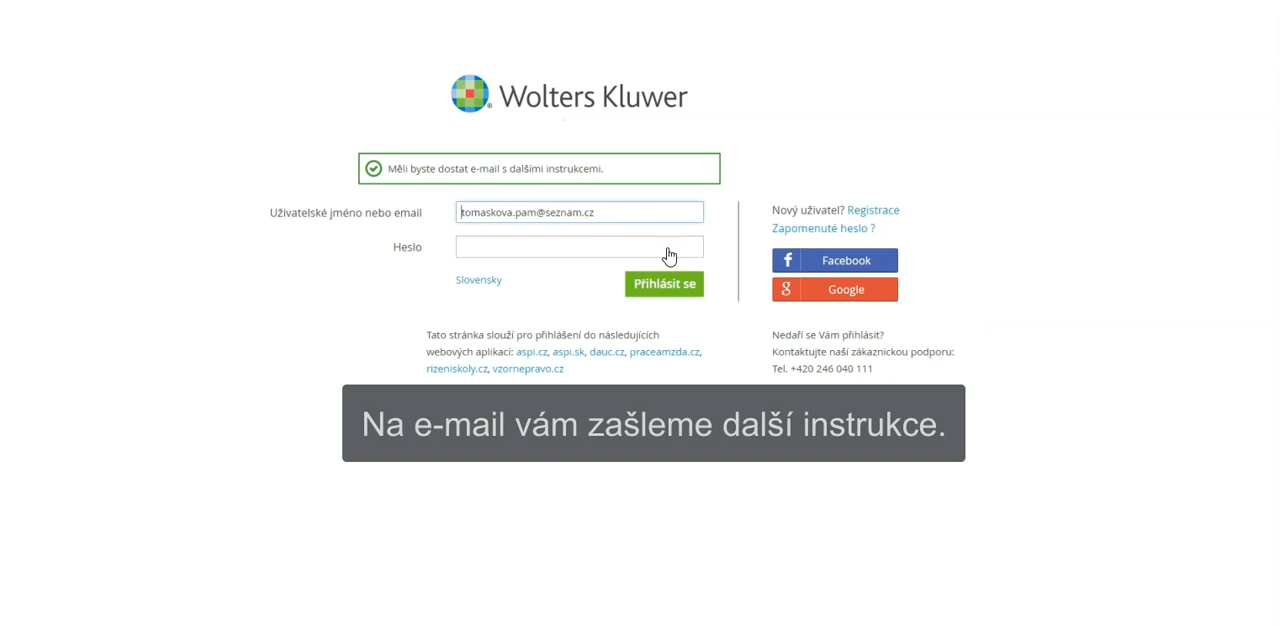 Wolters Kluwer
Měli byste dostat e-mail s dalšími instrukcemi.
Uživatelské jméno nebo email
tomaskova.pam@seznam.cz
Heslo
Slovensky
Přihlásit se
Nový uživatel? Registrace
Zapomenuté heslo ?
f Facebook
g Google
Tato stránka slouží pro přihlášení do následujících
webových aplikací: aspi.cz, aspi.sk, dauc.cz, praceamzda.cz,
rizeniskoly.cz, vzornepravo.cz
Nedaří se Vám přihlásit?
Kontaktujte naší zákaznickou podporu:
Tel. +420 246 040 111
Na e-mail vám zašleme další instrukce.